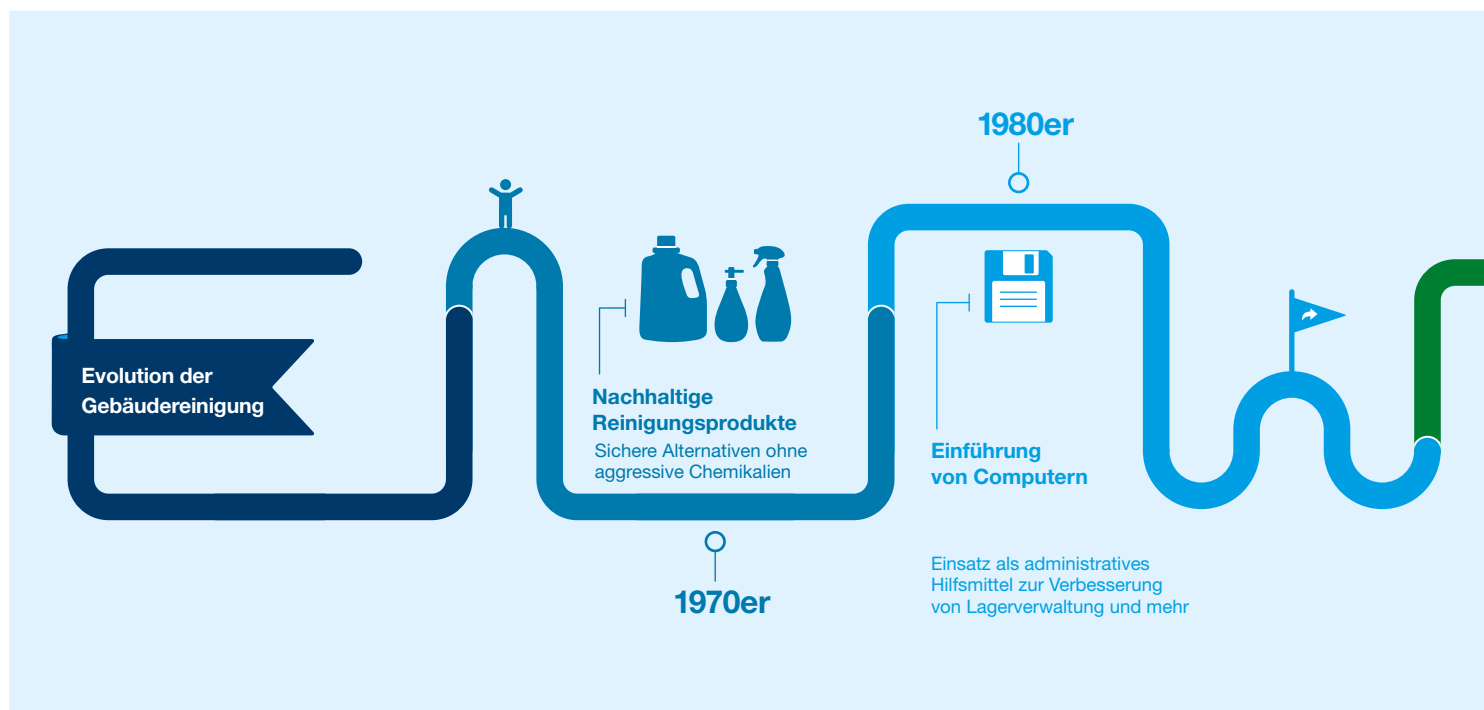 Evolution der
Gebäudereinigung
Nachhaltige
Reinigungsprodukte
Sichere Alternativen ohne
aggressive Chemikalien
1970er
1980er
Einführung
von Computern
Einsatz als administratives
Hilfsmittel zur Verbesserung
von Lagerverwaltung und mehr